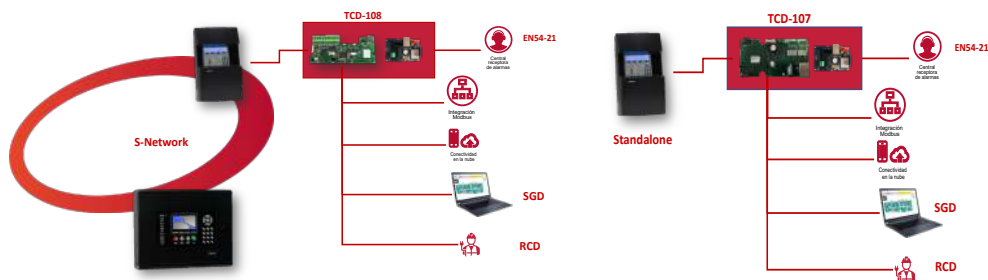 TCD-108
EN54-21
Central
receptora
de alarmas
Integración
Modbus
Conectividad
en la nube
SGD
RCD
S-Network
TCD-107
EN54-21
Central
receptora
de alarmas
Integración
Modbus
Conectividad
en la nube
SGD
RCD
Standalone